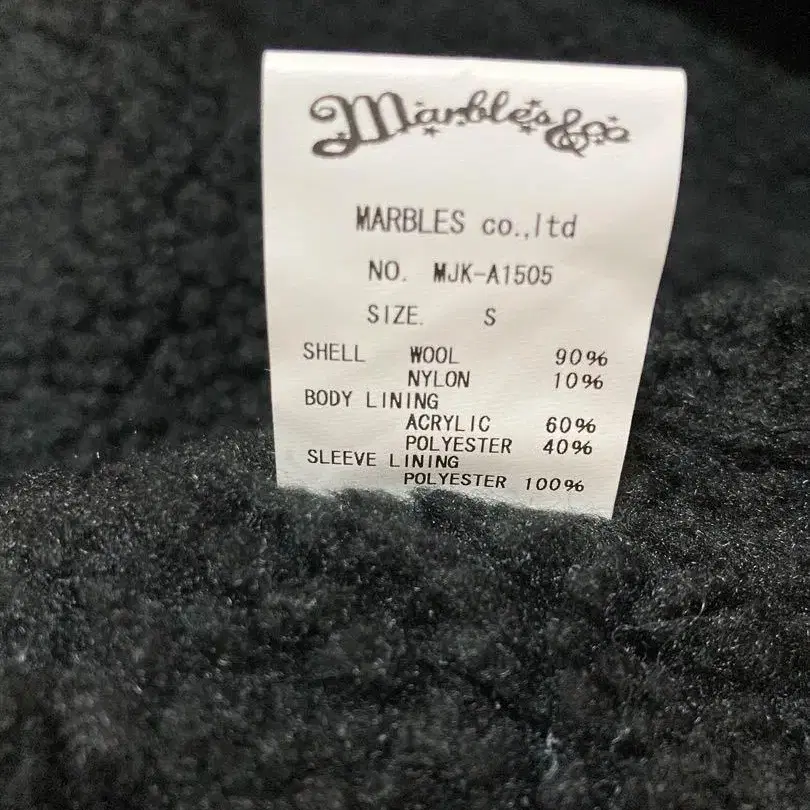 Marbles&Co
MARBLES co.,ltd
NO. MJK-A1505
SIZE. S
SHELL WOOL 90%
NYLON 10%
BODY LINING
ACRYLIC 60%
POLYESTER 40%
SLEEVE LINING
POLYESTER 100%